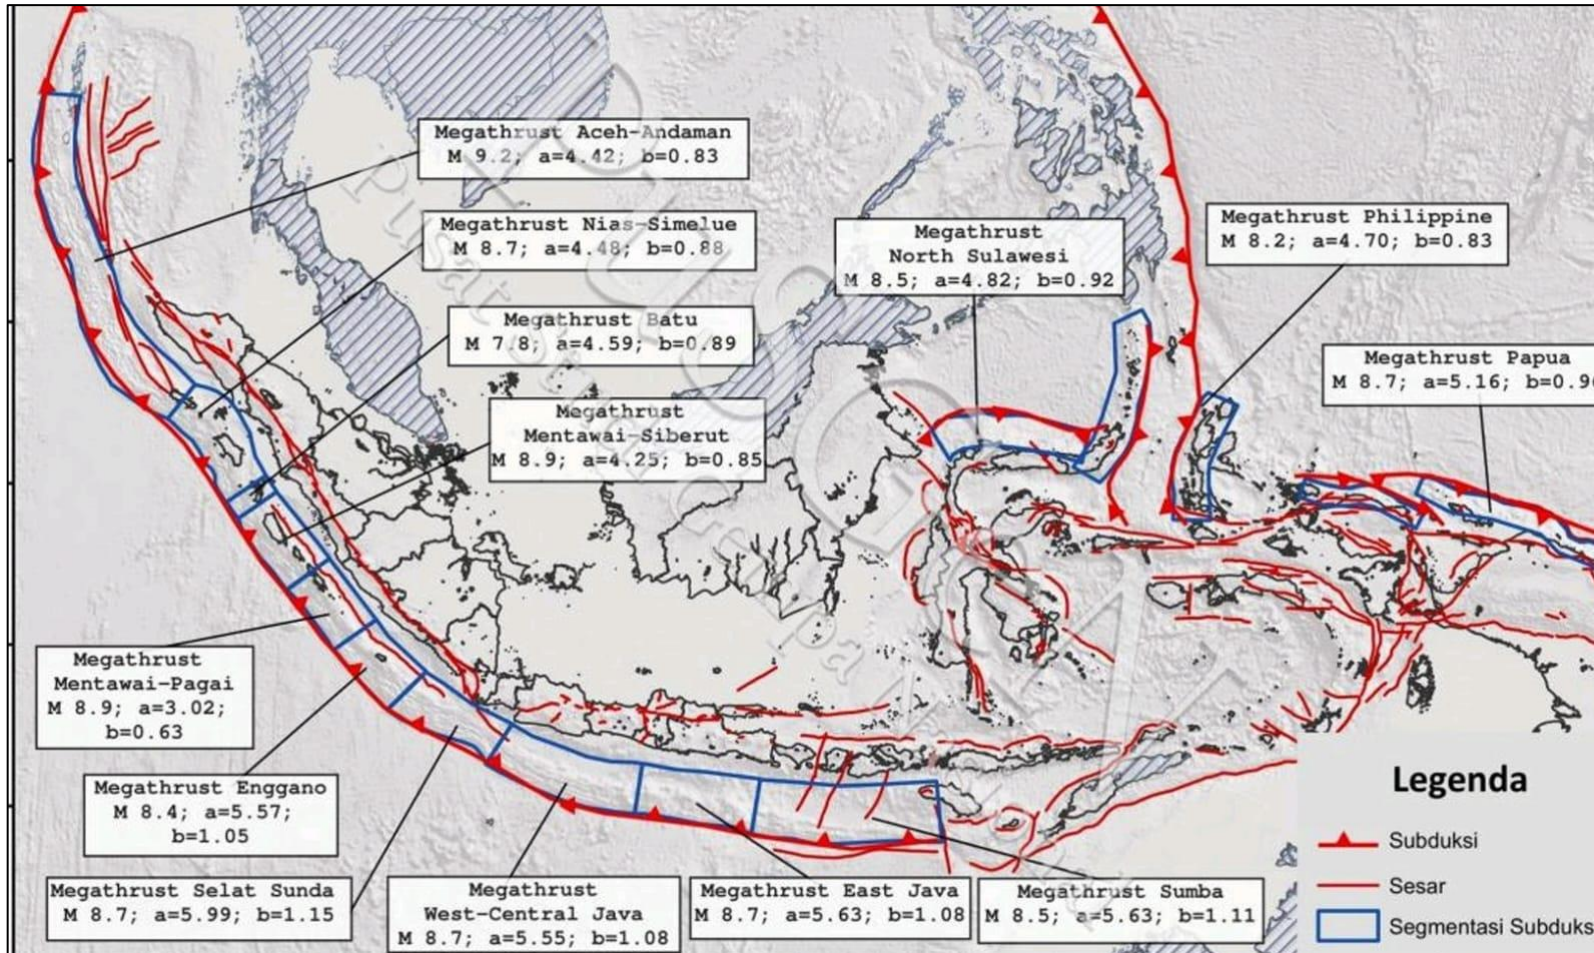 Megathrust Aceh-Andaman
M 9.2; a=4.42; b=0.83
Megathrust Nias-Simelue
M 8.7; a=4.48; b=0.88
Megathrust Batu
M 7.8; a=4.59; b=0.89
Megathrust
Mentawai-Siberut
M 8.9; a=4.25; b=0.85
Megathrust
North Sulawesi
M 8.5; a=4.82; b=0.92
Megathrust Philippine
M 8.2; a=4.70; b=0.83
Megathrust Papua
M 8.7; a=5.16; b=0.9
Megathrust
Mentawai-Pagai
M 8.9; a=3.02;
b=0.63
Megathrust Enggano
M 8.4; a=5.57;
b=1.05
Megathrust Selat Sunda
M 8.7; a=5.99; b=1.15
Megathrust
West-Central Java
M 8.7; a=5.55; b=1.08
Megathrust East Java
M 8.7; a=5.63; b=1.08
Megathrust Sumba
M 8.5; a=5.63; b=1.11
Legenda
Subduksi
Sesar
Segmentasi Subduks
Pusat Studi Gempa